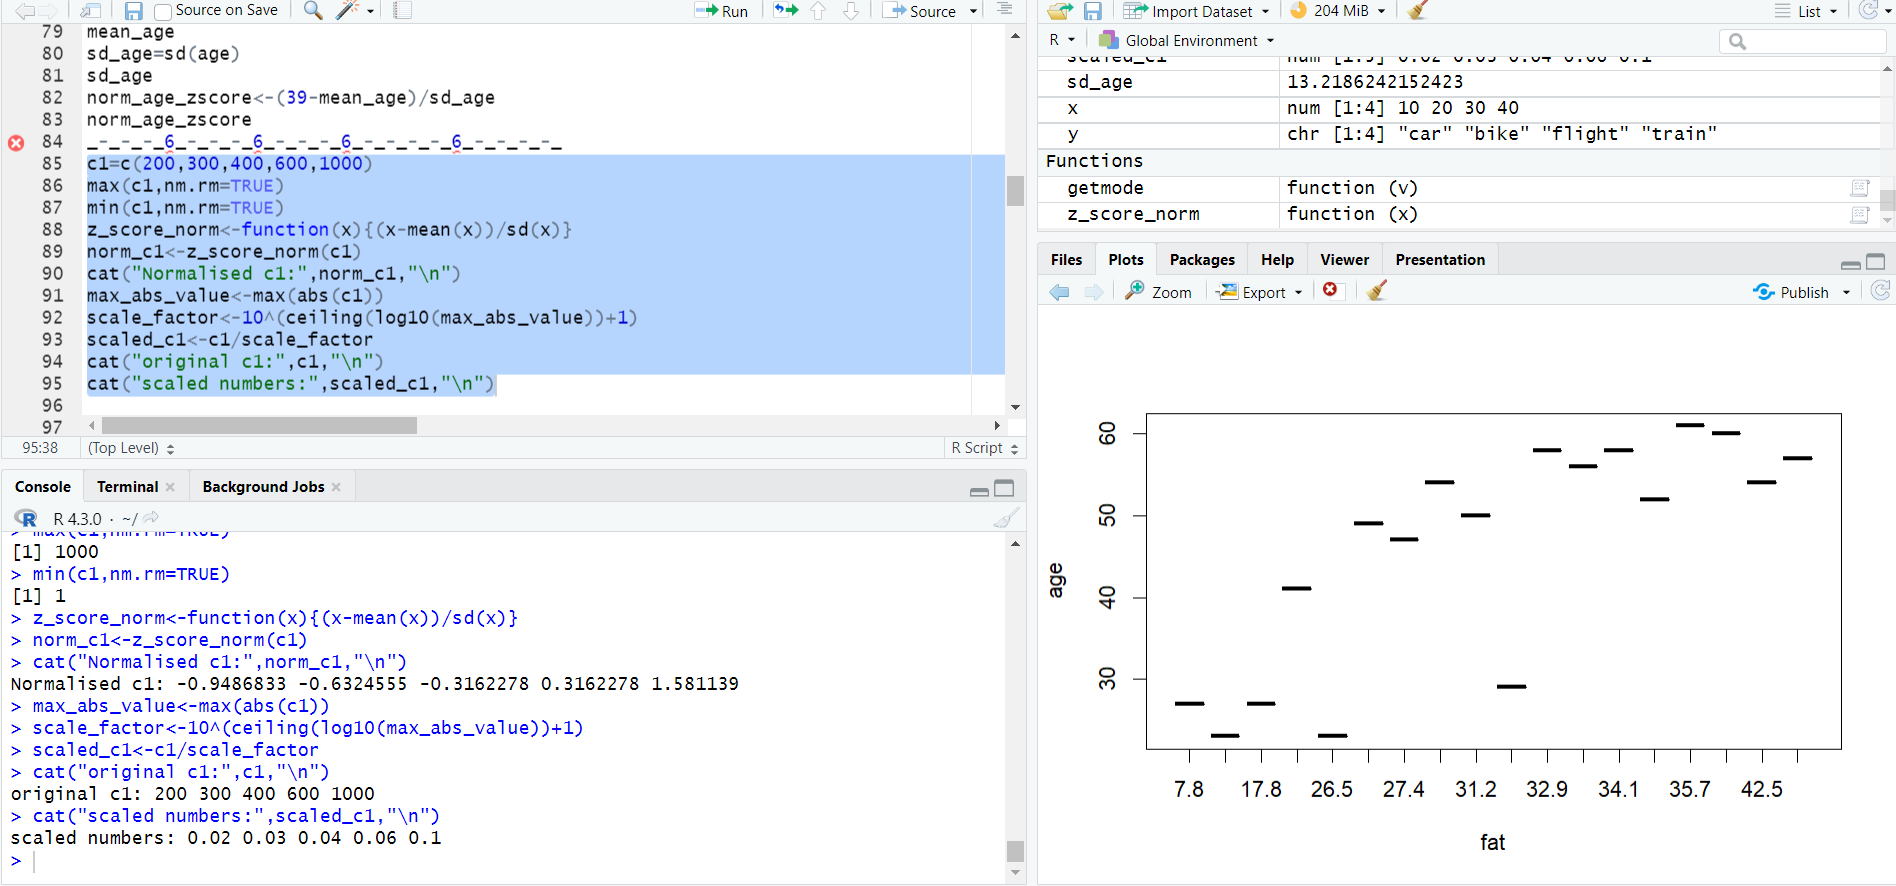 Source on Save
Run
Source
79 mean_age
80 sd_age=sd(age)
81 sd_age
82 norm_age_zscore<-(39-mean_age)/sd_age
83 norm_age_zscore
84 _-_-_-_6_-_-_-_6_-_-_-_6_-_-_-_-_6_-_-_-_-_
85 c1=c(200,300,400,600,1000)
86 max(c1,nm.rm=TRUE)
87 min(c1,nm.rm=TRUE)
88 z_score_norm<-function(x){(x-mean(x))/sd(x)}
89 norm_c1<-z_score_norm(c1)
90 cat("Normalised c1:",norm_c1,"\n")
91 max_abs_value<-max(abs(c1))
92 scale_factor<-10^(ceiling(log10(max_abs_value))+1)
93 scaled_c1<-c1/scale_factor
94 cat("original c1:",c1,"\n")
95 cat("scaled numbers:",scaled_c1,"\n")
96
97
95:38 (Top Level) R Script
Console Terminal Background Jobs
R R 4.3.0 · ~/
> max(c1,nm.rm=TRUE)
[1] 1000
> min(c1,nm.rm=TRUE)
[1] 1
> z_score_norm<-function(x){(x-mean(x))/sd(x)}
> norm_c1<-z_score_norm(c1)
> cat("Normalised c1:",norm_c1,"\n")
Normalised c1: -0.9486833 -0.6324555 -0.3162278 0.3162278 1.581139
> max_abs_value<-max(abs(c1))
> scale_factor<-10^(ceiling(log10(max_abs_value))+1)
> scaled_c1<-c1/scale_factor
> cat("original c1:",c1,"\n")
original c1: 200 300 400 600 1000
> cat("scaled numbers:",scaled_c1,"\n")
scaled numbers: 0.02 0.03 0.04 0.06 0.1
>
Import Dataset 204 MiB List
R Global Environment
scaled_c1 num [1:5] 0.02 0.03 0.04 0.06 0.1
sd_age 13.2186242152423
x num [1:4] 10 20 30 40
y chr [1:4] "car" "bike" "flight" "train"
Functions
getmode function (v)
z_score_norm function (x)
Files Plots Packages Help Viewer Presentation
Zoom Export Publish
60
50
40
30
age
7.8 17.8 26.5 27.4 31.2 32.9 34.1 35.7 42.5
fat